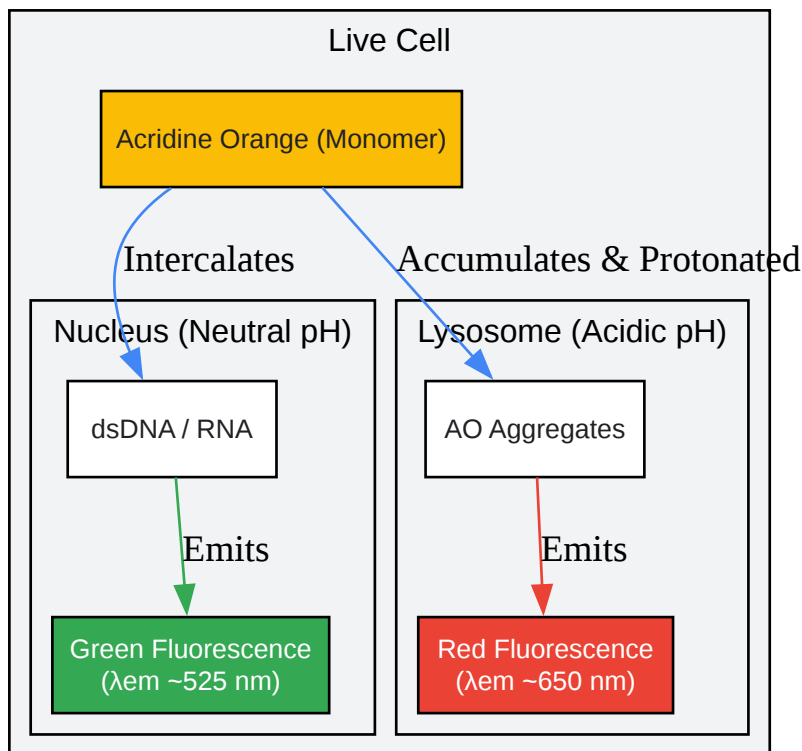 Live Cell
Acridine Orange (Monomer)
Intercalates
Accumulates & Protonated
Nucleus (Neutral pH)
Lysosome (Acidic pH)
dsDNA / RNA
AO Aggregates
Emits
Emits
Green Fluorescence
(λem ~525 nm)
Red Fluorescence
(λem ~650 nm)